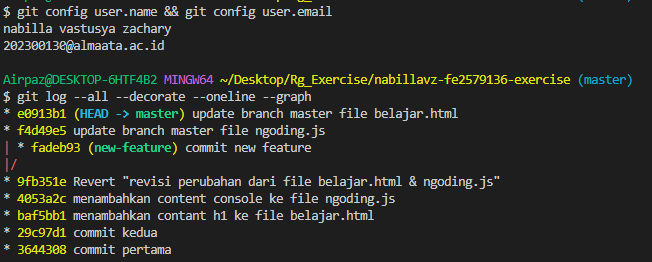 $ git config user.name && git config user.email
nabilla vastusya zachary
202300130@almaata.ac.id
Airpaz@DESKTOP-6HTF4B2 MINGW64 ~/Desktop/Rg_Exercise/nabillavz-fe2579136-exercise (master)
$ git log --all --decorate --oneline --graph
* e0913b1 (HEAD -> master) update branch master file belajar.html
* f4d49e5 update branch master file ngoding.js
| * fadeb93 (new-feature) commit new feature
|/
* 9fb351e Revert "revisi perubahan dari file belajar.html & ngoding.js"
* 4053a2c menambahkan content console ke file ngoding.js
* baf5bb1 menambahkan contant h1 ke file belajar.html
* 29c97d1 commit kedua
* 3644308 commit pertama